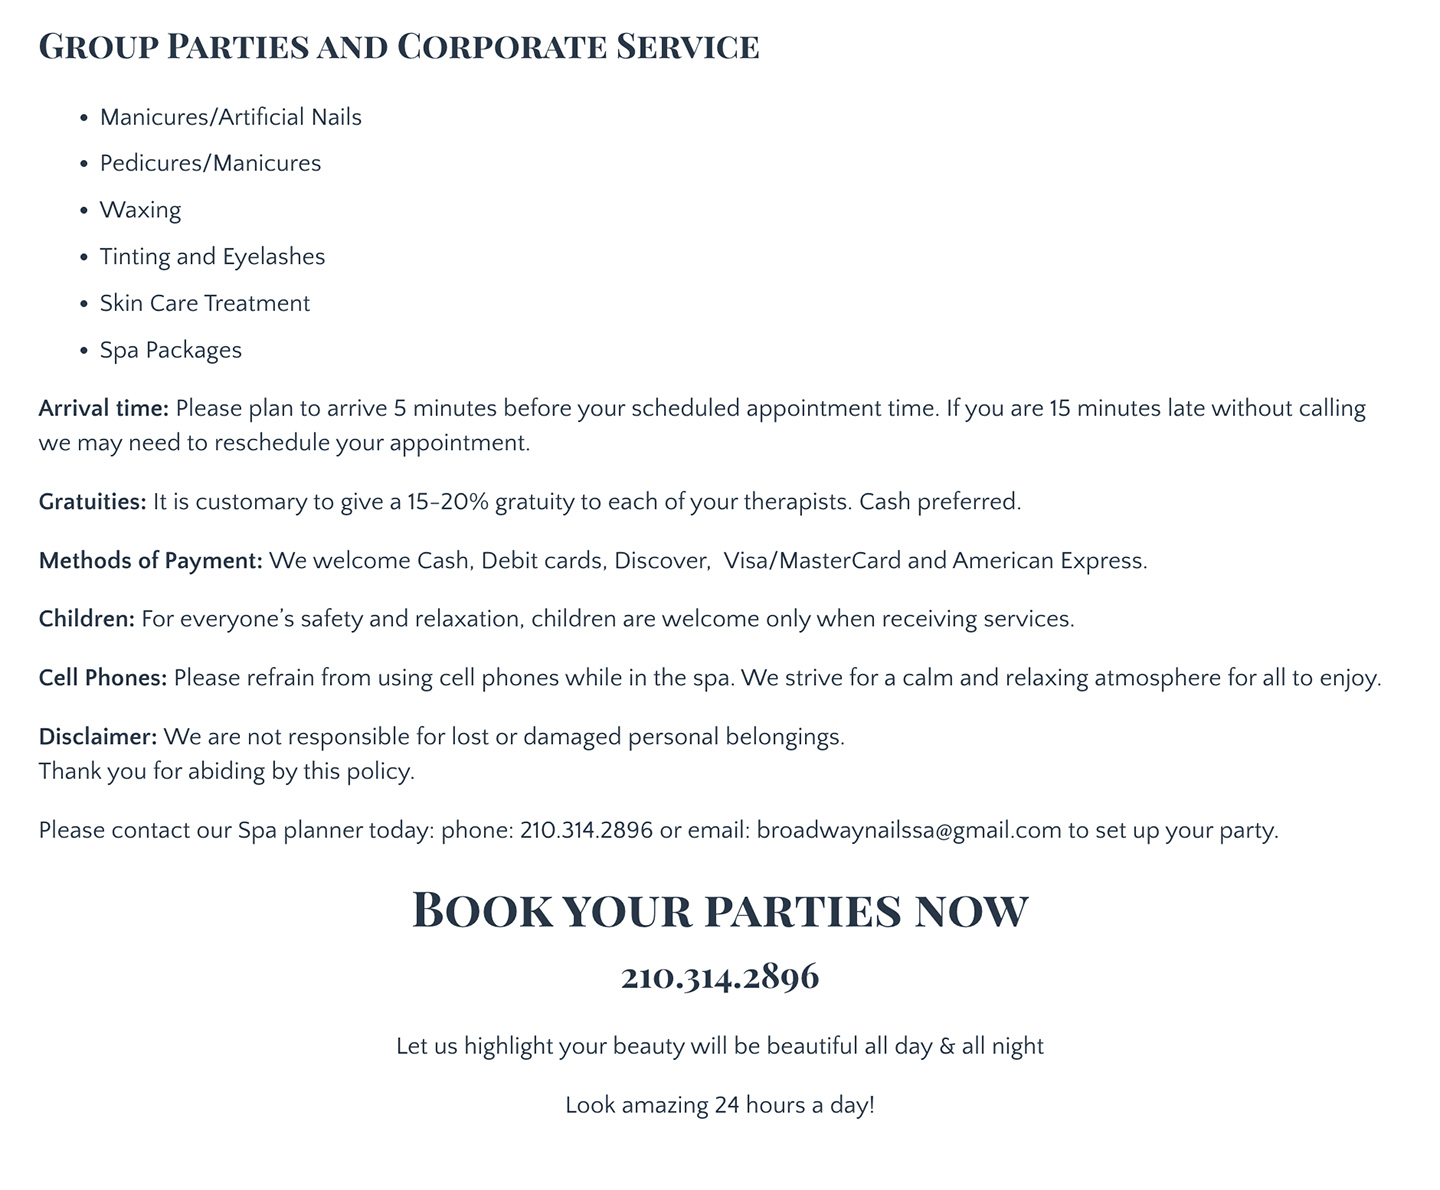 Group Parties and Corporate Service
• Manicures/Artificial Nails
• Pedicures/Manicures
• Waxing
• Tinting and Eyelashes
• Skin Care Treatment
• Spa Packages
Arrival time: Please plan to arrive 5 minutes before your scheduled appointment time. If you are 15 minutes late without calling
we may need to reschedule your appointment.
Gratuities: It is customary to give a 15-20% gratuity to each of your therapists. Cash preferred.
Methods of Payment: We welcome Cash, Debit cards, Discover,  Visa/MasterCard and American Express.
Children: For everyone’s safety and relaxation, children are welcome only when receiving services.
Cell Phones: Please refrain from using cell phones while in the spa. We strive for a calm and relaxing atmosphere for all to enjoy.
Disclaimer: We are not responsible for lost or damaged personal belongings.
Thank you for abiding by this policy.
Please contact our Spa planner today: phone: 210.314.2896 or email: broadwaynailssa@gmail.com to set up your party.
Book your parties now
210.314.2896
Let us highlight your beauty will be beautiful all day & all night
Look amazing 24 hours a day!